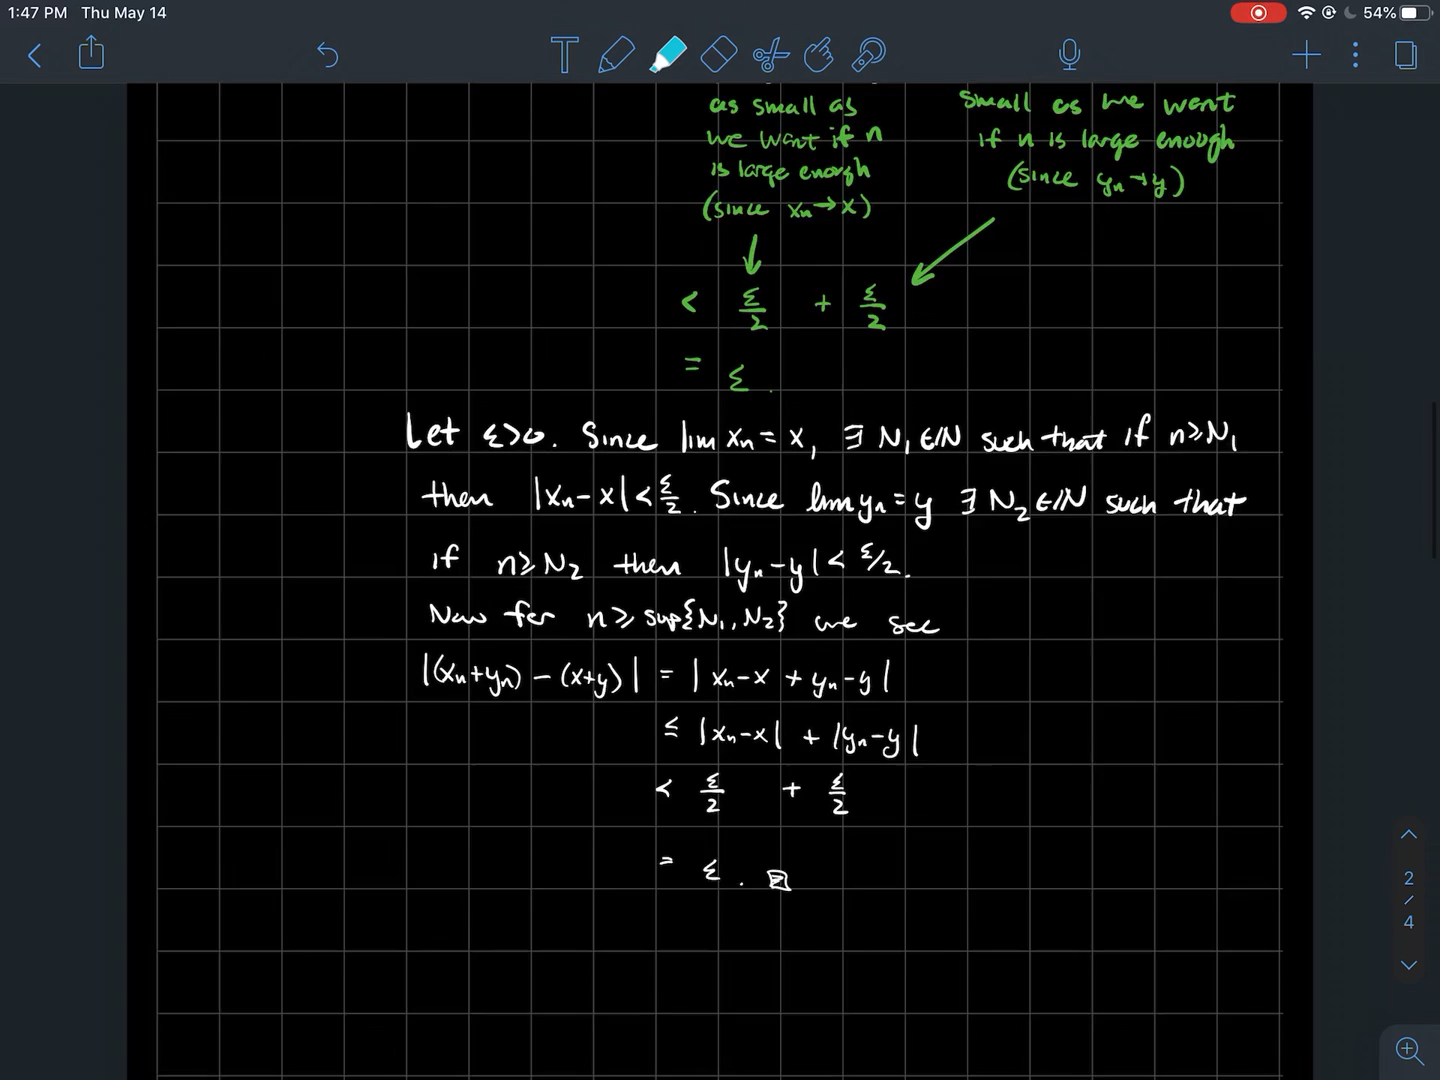 1:47 PM Thu May 14
54%
T
as small as
we want if n
is large enough
(since xₙ → x)
small as we want
if n is large enough
(since yₙ → y)
< ε/2 + ε/2
= ε.
Let ε>0. Since lim xₙ = x, ∃ N₁ ∈ ℕ such that if n ≥ N₁
then |xₙ - x| < ε/2. Since lim yₙ = y ∃ N₂ ∈ ℕ such that
if n ≥ N₂ then |yₙ - y| < ε/2.
Now for n ≥ sup{N₁, N₂} we see
|(xₙ+yₙ) - (x+y)| = |xₙ - x + yₙ - y|
≤ |xₙ - x| + |yₙ - y|
< ε/2 + ε/2
= ε.
2
/
4